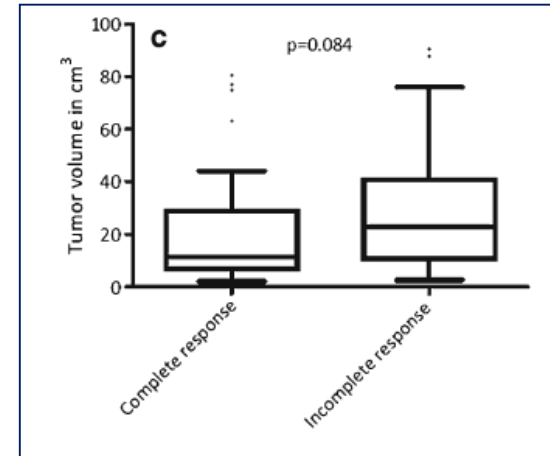 C
p=0.084
Tumor volume in cm³
100
80
60
40
20
0
Complete response
Incomplete response